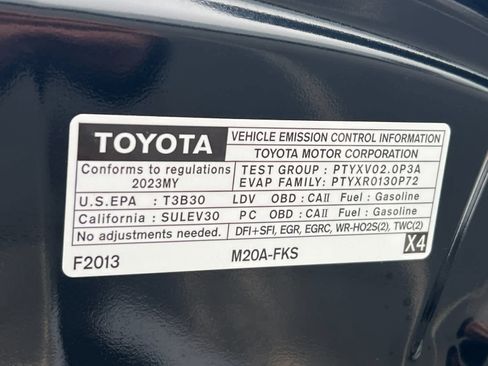 TOYOTA
VEHICLE EMISSION CONTROL INFORMATION
TOYOTA MOTOR CORPORATION
Conforms to regulations
2023MY
TEST GROUP : PTYXV02.0P3A
EVAP FAMILY: PTYXR0130P72
U.S.EPA : T3B30 LDV OBD : CAII Fuel : Gasoline
California : SULEV30 PC OBD : CAII Fuel : Gasoline
No adjustments needed. DFI+SFI, EGR, EGRC, WR-HO2S(2), TWC(2)
F2013 M20A-FKS X4